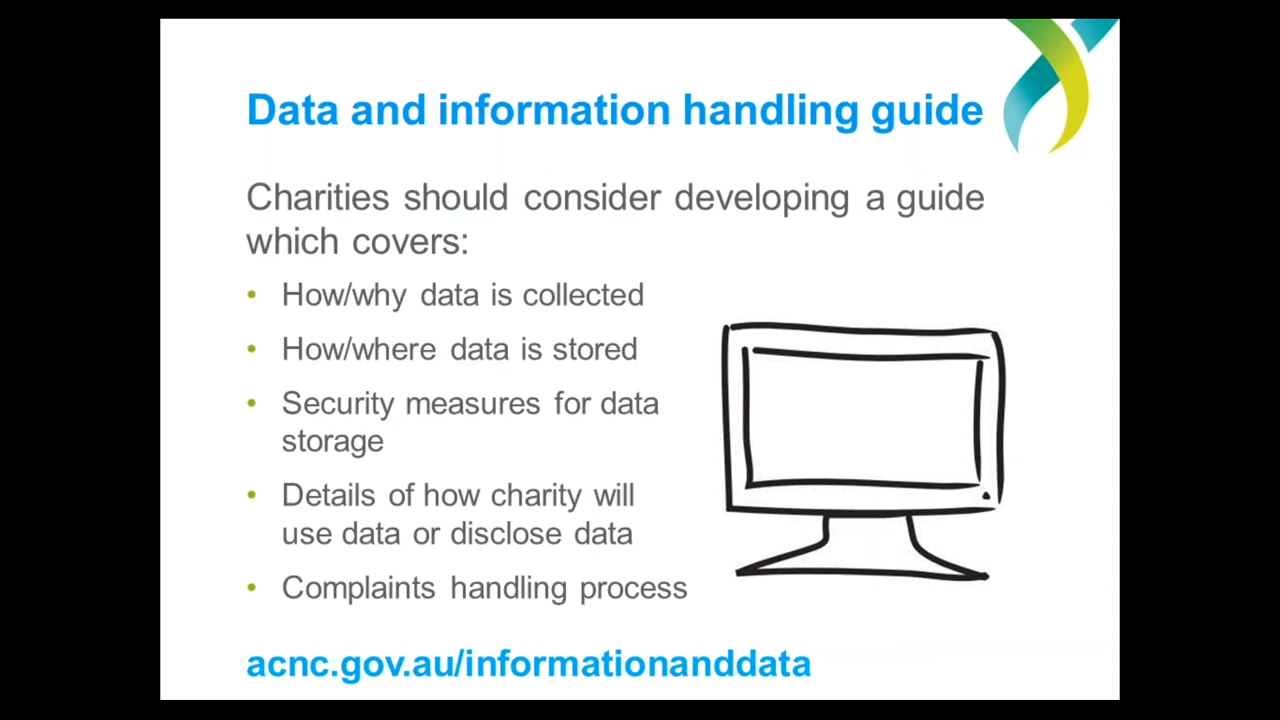 Data and information handling guide
Charities should consider developing a guide
which covers:
• How/why data is collected
• How/where data is stored
• Security measures for data
storage
• Details of how charity will
use data or disclose data
• Complaints handling process
acnc.gov.au/informationanddata